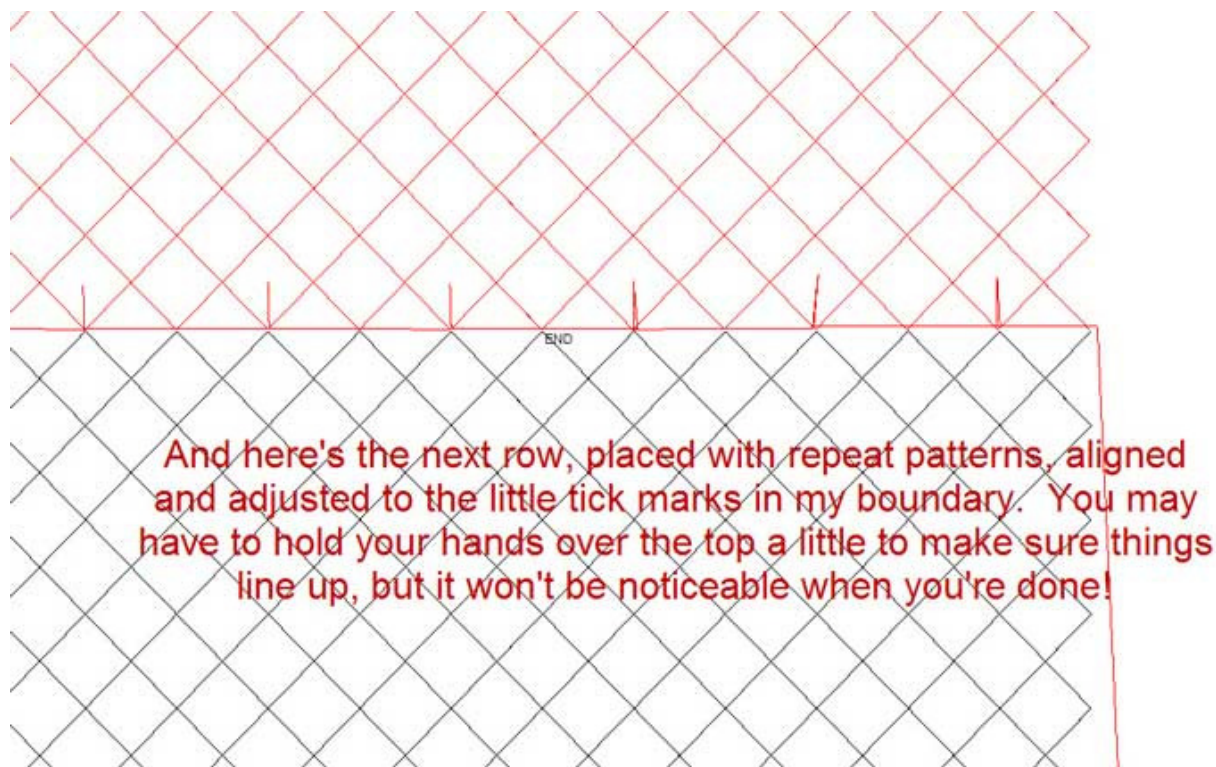 END
And here's the next row, placed with repeat patterns, aligned
and adjusted to the little tick marks in my boundary.  You may
have to hold your hands over the top a little to make sure things
line up, but it won't be noticeable when you're done!